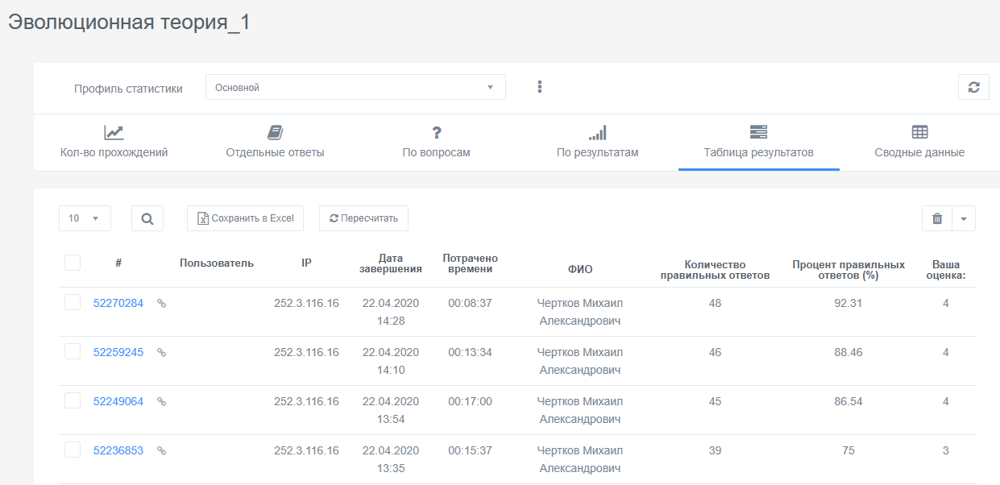 Эволюционная теория_1
Профиль статистики
Основной
Кол-во прохождений
Отдельные ответы
По вопросам
По результатам
Таблица результатов
Сводные данные
10
Сохранить в Excel
Пересчитать
# Пользователь IP Дата завершения Потрачено времени ФИО Количество правильных ответов Процент правильных ответов (%) Ваша оценка:
52270284 252.3.116.16 22.04.2020 00:08:37 Чертков Михаил 48 92.31 4
14:28 Александрович
52259245 252.3.116.16 22.04.2020 00:13:34 Чертков Михаил 46 88.46 4
14:10 Александрович
52249064 252.3.116.16 22.04.2020 00:17:00 Чертков Михаил 45 86.54 4
13:54 Александрович
52236853 252.3.116.16 22.04.2020 00:15:37 Чертков Михаил 39 75 3
13:35 Александрович